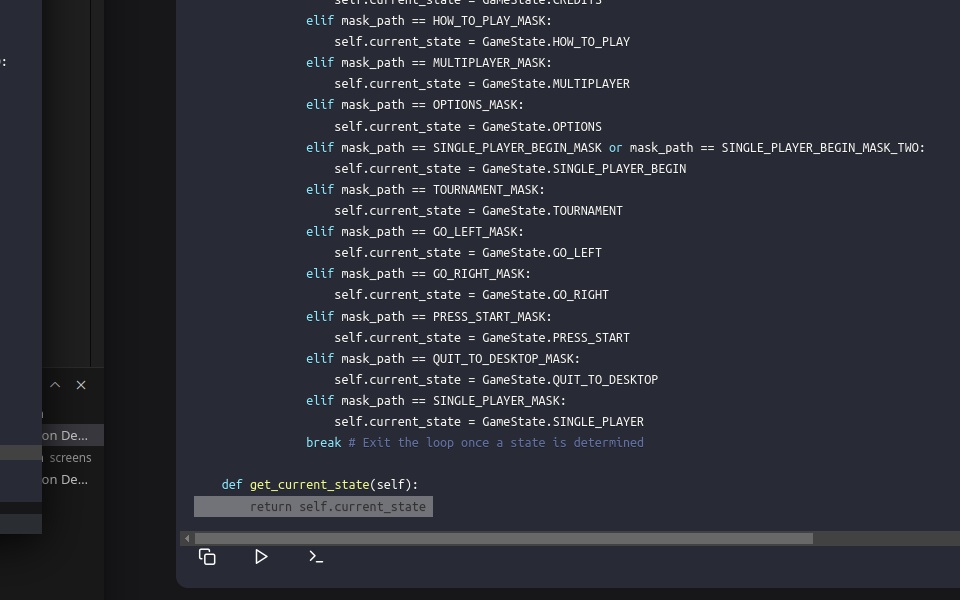 self.current_state = GameState.CREDITS
elif mask_path == HOW_TO_PLAY_MASK:
self.current_state = GameState.HOW_TO_PLAY
):
elif mask_path == MULTIPLAYER_MASK:
self.current_state = GameState.MULTIPLAYER
elif mask_path == OPTIONS_MASK:
self.current_state = GameState.OPTIONS
elif mask_path == SINGLE_PLAYER_BEGIN_MASK or mask_path == SINGLE_PLAYER_BEGIN_MASK_TWO:
self.current_state = GameState.SINGLE_PLAYER_BEGIN
elif mask_path == TOURNAMENT_MASK:
self.current_state = GameState.TOURNAMENT
elif mask_path == GO_LEFT_MASK:
self.current_state = GameState.GO_LEFT
elif mask_path == GO_RIGHT_MASK:
self.current_state = GameState.GO_RIGHT
elif mask_path == PRESS_START_MASK:
self.current_state = GameState.PRESS_START
elif mask_path == QUIT_TO_DESKTOP_MASK:
self.current_state = GameState.QUIT_TO_DESKTOP
elif mask_path == SINGLE_PLAYER_MASK:
self.current_state = GameState.SINGLE_PLAYER
break # Exit the loop once a state is determined
def get_current_state(self):
return self.current_state
on De...
screens
on De...